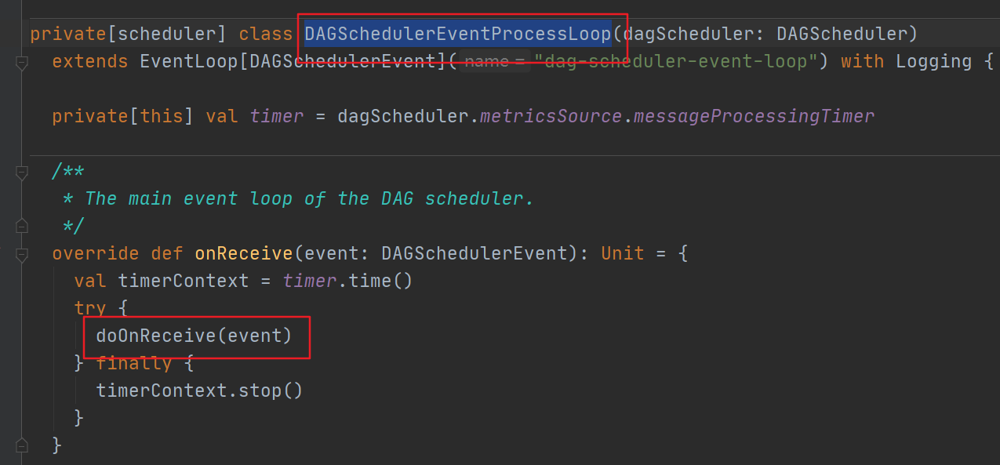 private[scheduler] class DAGSchedulerEventProcessLoop(dagScheduler: DAGScheduler)
  extends EventLoop[DAGSchedulerEvent]( name = "dag-scheduler-event-loop") with Logging {
  private[this] val timer = dagScheduler.metricsSource.messageProcessingTimer
  /**
   * The main event loop of the DAG scheduler.
   */
  override def onReceive(event: DAGSchedulerEvent): Unit = {
    val timerContext = timer.time()
    try {
      doOnReceive(event)
    } finally {
      timerContext.stop()
    }
  }